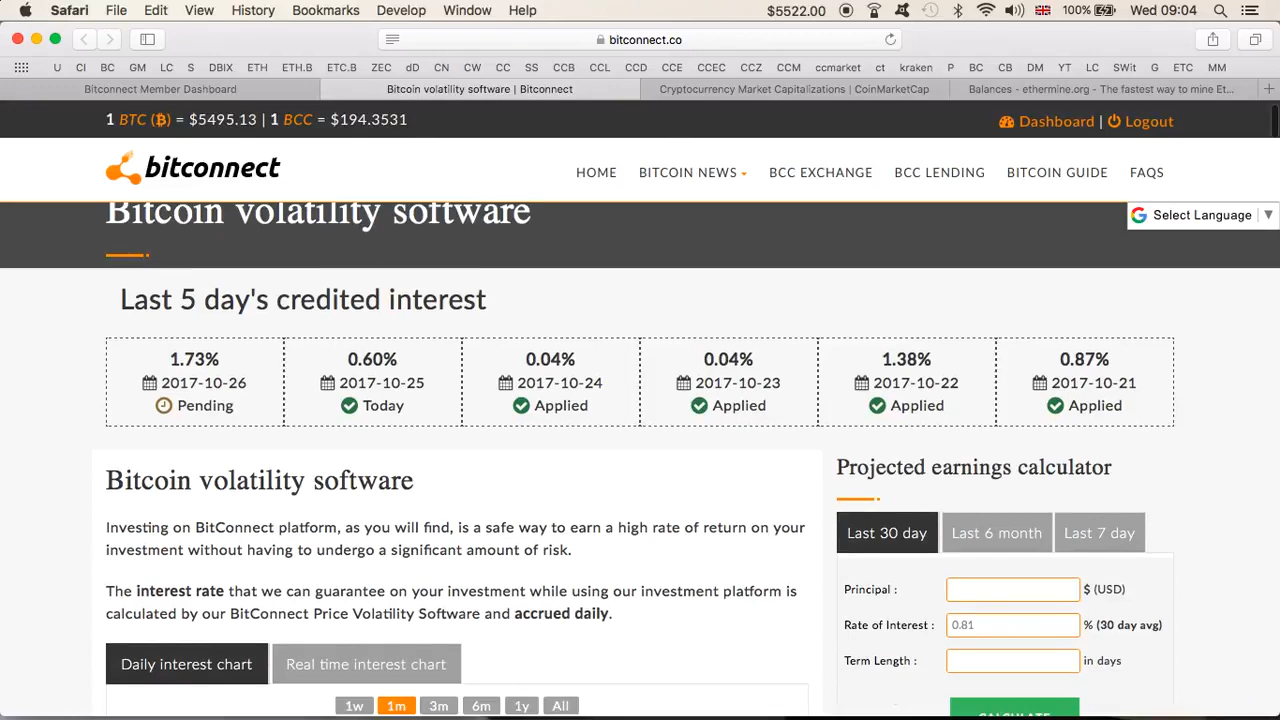 Safari File Edit View History Bookmarks Develop Window Help $5522.00 100% Wed 09:04
bitconnect.co
U CI BC GM LC S DBIX ETH ETH.B ETC.B ZEC dD CN CW CC SS CCB CCL CCD CCE CCEC CCZ CCM ccmarket ct kraken P BC CB DM YT LC SWit G ETC MM
Bitconnect Member Dashboard Bitcoin volatility software | Bitconnect Cryptocurrency Market Capitalizations | CoinMarketCap Balances - ethermine.org - The fastest way to mine Et...
1 BTC (₿) = $5495.13 | 1 BCC = $194.3531 Dashboard | Logout
bitconnect HOME BITCOIN NEWS BCC EXCHANGE BCC LENDING BITCOIN GUIDE FAQS
Bitcoin volatility software
G Select Language ▼
Last 5 day's credited interest
1.73% 0.60% 0.04% 0.04% 1.38% 0.87%
2017-10-26 2017-10-25 2017-10-24 2017-10-23 2017-10-22 2017-10-21
Pending Today Applied Applied Applied Applied
Bitcoin volatility software
Investing on BitConnect platform, as you will find, is a safe way to earn a high rate of return on your
investment without having to undergo a significant amount of risk.
The interest rate that we can guarantee on your investment while using our investment platform is
calculated by our BitConnect Price Volatility Software and accrued daily.
Daily interest chart Real time interest chart
1w 1m 3m 6m 1y All
Projected earnings calculator
Last 30 day Last 6 month Last 7 day
Principal : $ (USD)
Rate of Interest : 0.81 % (30 day avg)
Term Length : in days
CALCULATE